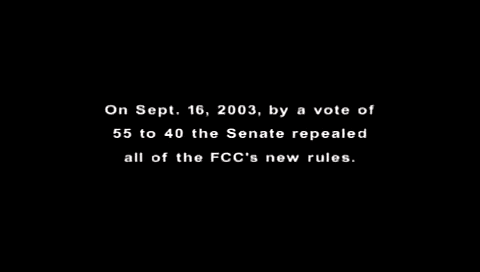 On Sept. 16, 2003, by a vote of
55 to 40 the Senate repealed
all of the FCC's new rules.